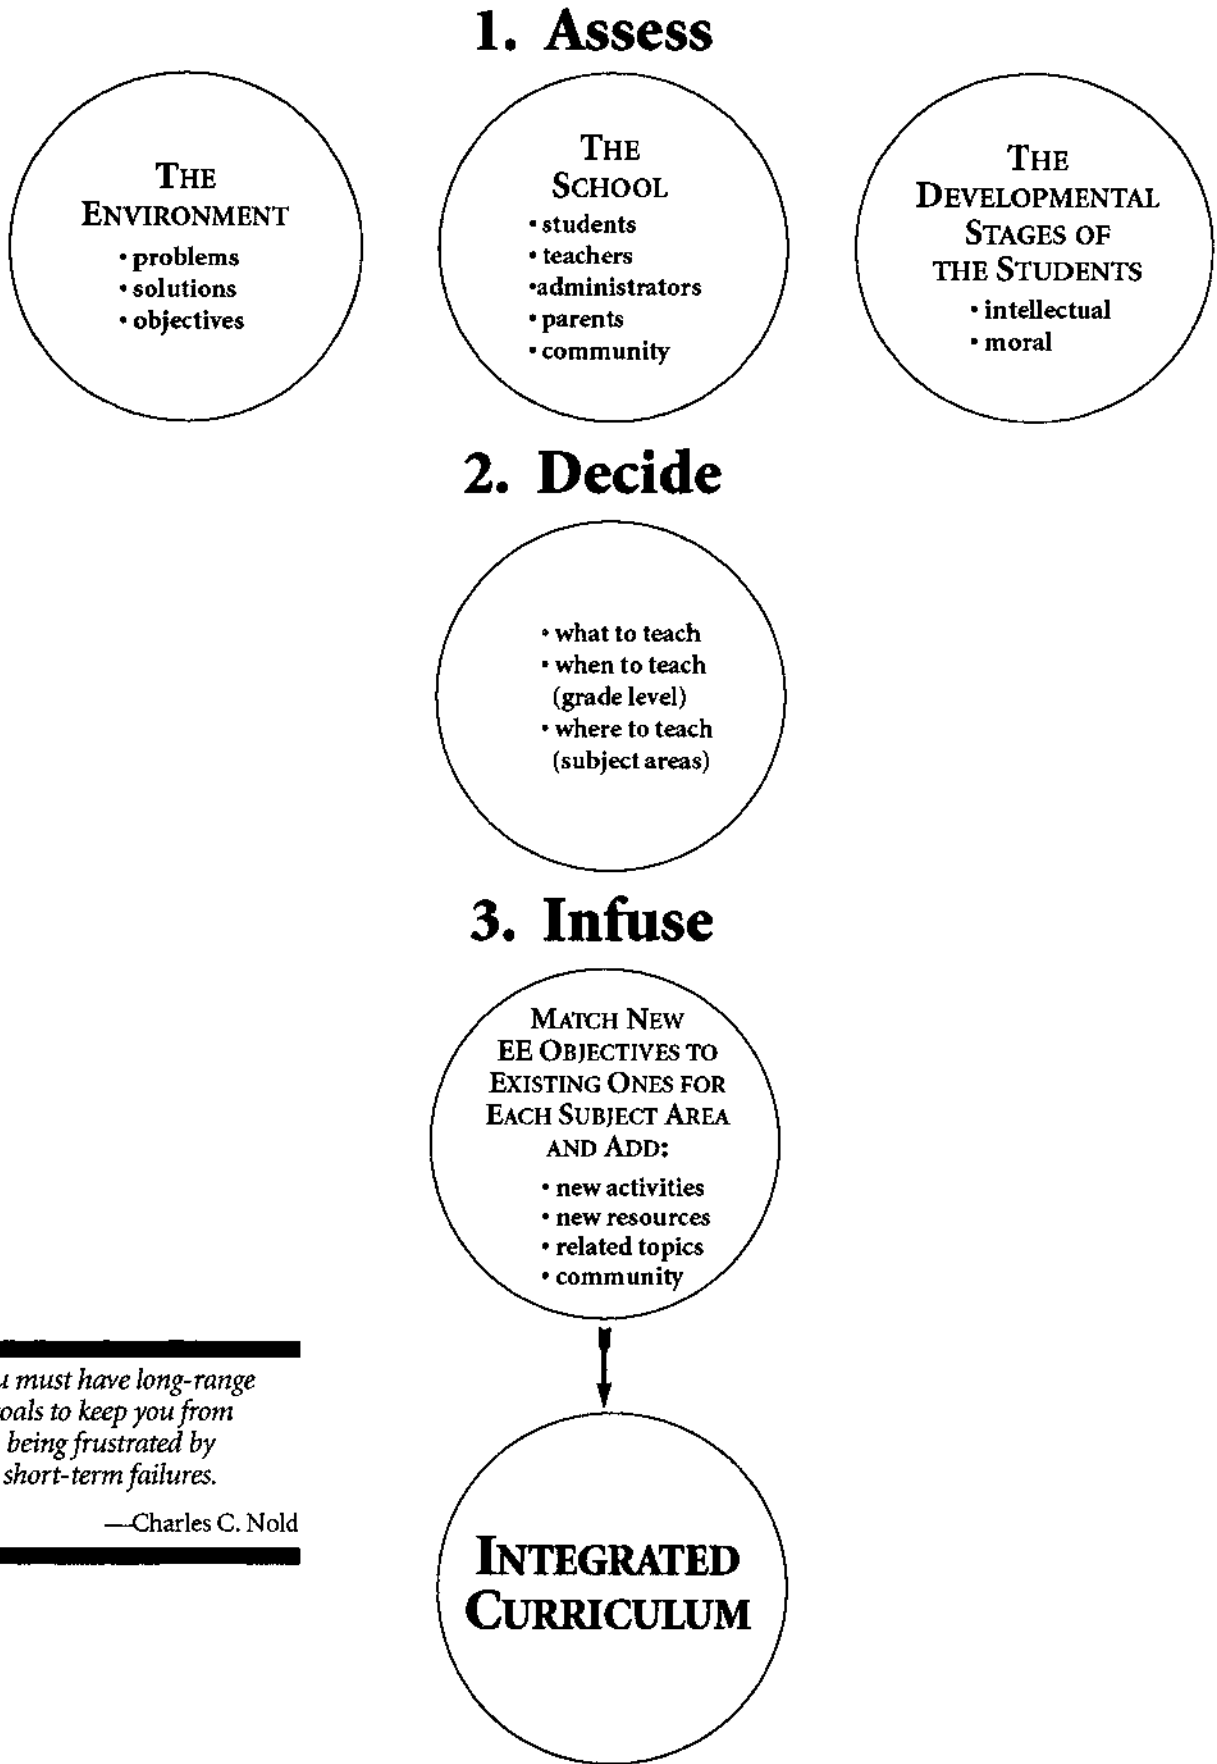 1. Assess
THE
ENVIRONMENT
• problems
• solutions
• objectives
THE
SCHOOL
• students
• teachers
•administrators
• parents
• community
THE
DEVELOPMENTAL
STAGES OF
THE STUDENTS
• intellectual
• moral
2. Decide
• what to teach
• when to teach
(grade level)
• where to teach
(subject areas)
3. Infuse
MATCH NEW
EE OBJECTIVES TO
EXISTING ONES FOR
EACH SUBJECT AREA
AND ADD:
• new activities
• new resources
• related topics
• community
must have long-range
to keep you from
being frustrated by
short-term failures.
—Charles C. Nold
INTEGRATED
CURRICULUM